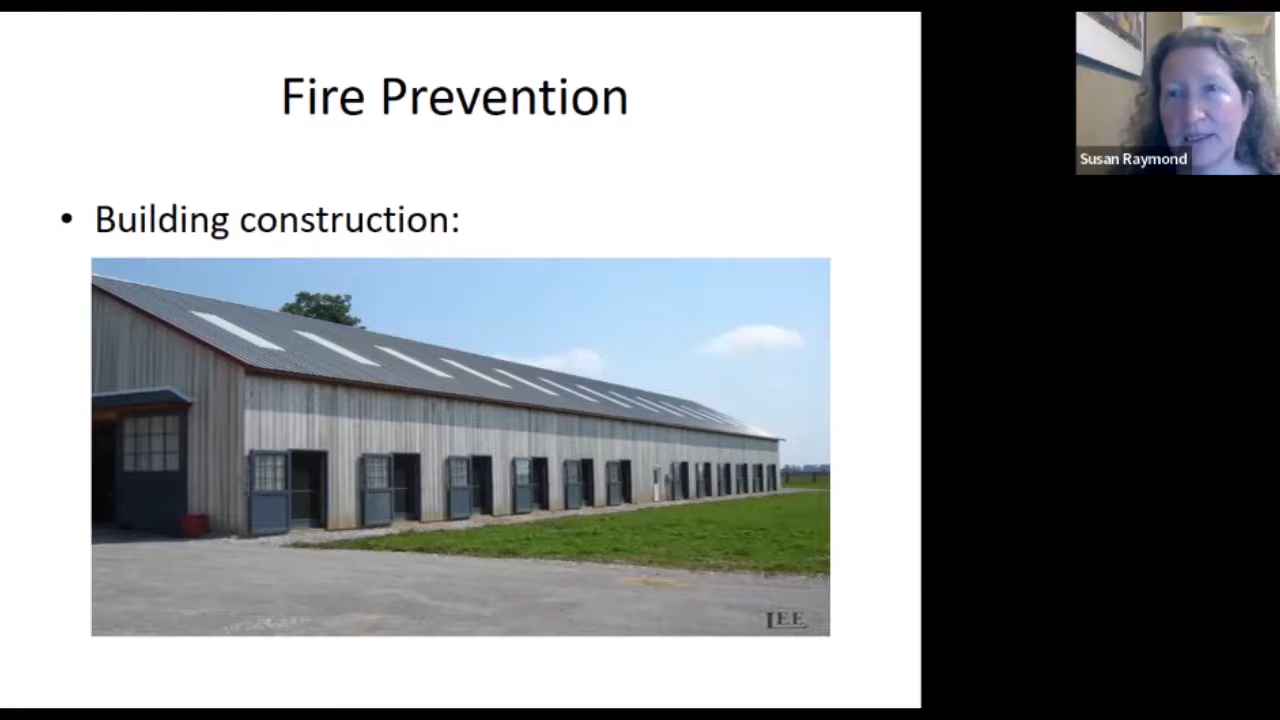 Fire Prevention
• Building construction:
LEE
Susan Raymond